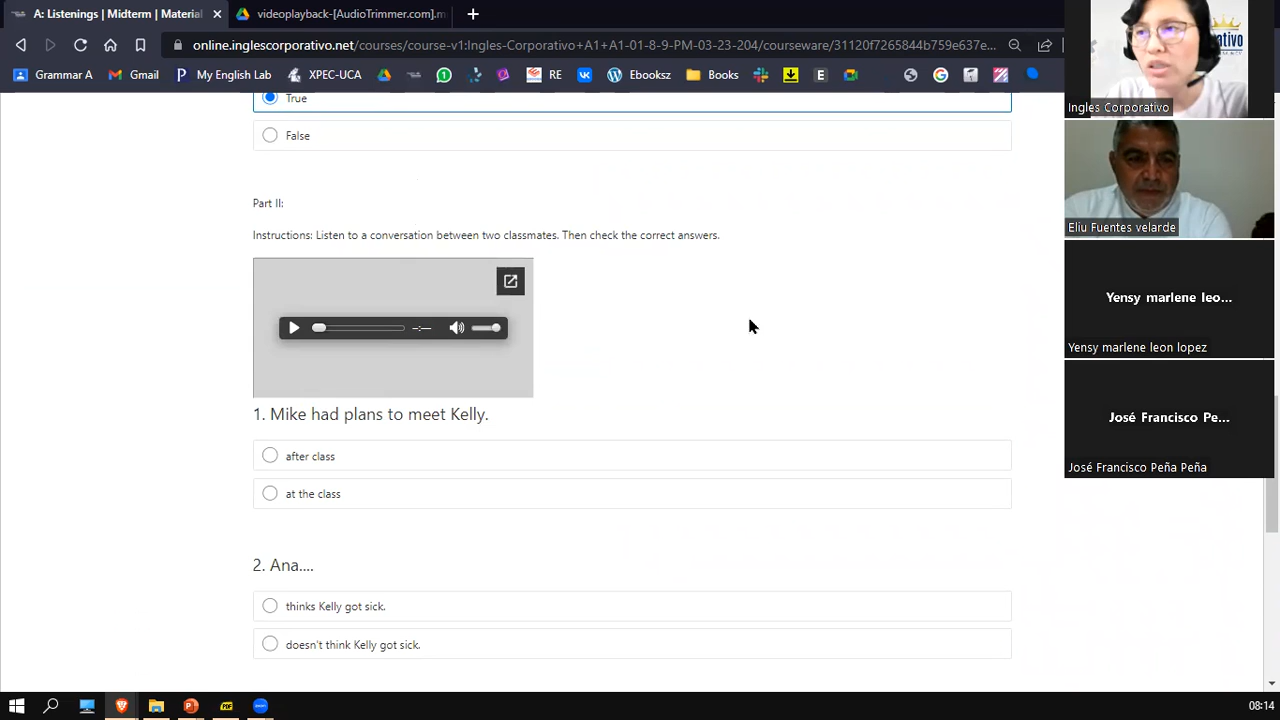 A: Listenings | Midterm | Material
videoplayback-[AudioTrimmer.com].m
online.inglescorporativo.net/courses/course-v1:Ingles-Corporativo+A1+A1-01-8-9-PM-03-23-204/courseware/31120f7265844b759e637e...
Grammar A
Gmail
My English Lab
XPEC-UCA
RE
Ebooksz
Books
True
False
Part II:
Instructions: Listen to a conversation between two classmates. Then check the correct answers.
--:--
1. Mike had plans to meet Kelly.
after class
at the class
2. Ana....
thinks Kelly got sick.
doesn't think Kelly got sick.
Ingles Corporativo
Eliu Fuentes velarde
Yensy marlene leo...
Yensy marlene leon lopez
José Francisco Pe...
José Francisco Peña Peña
08:14